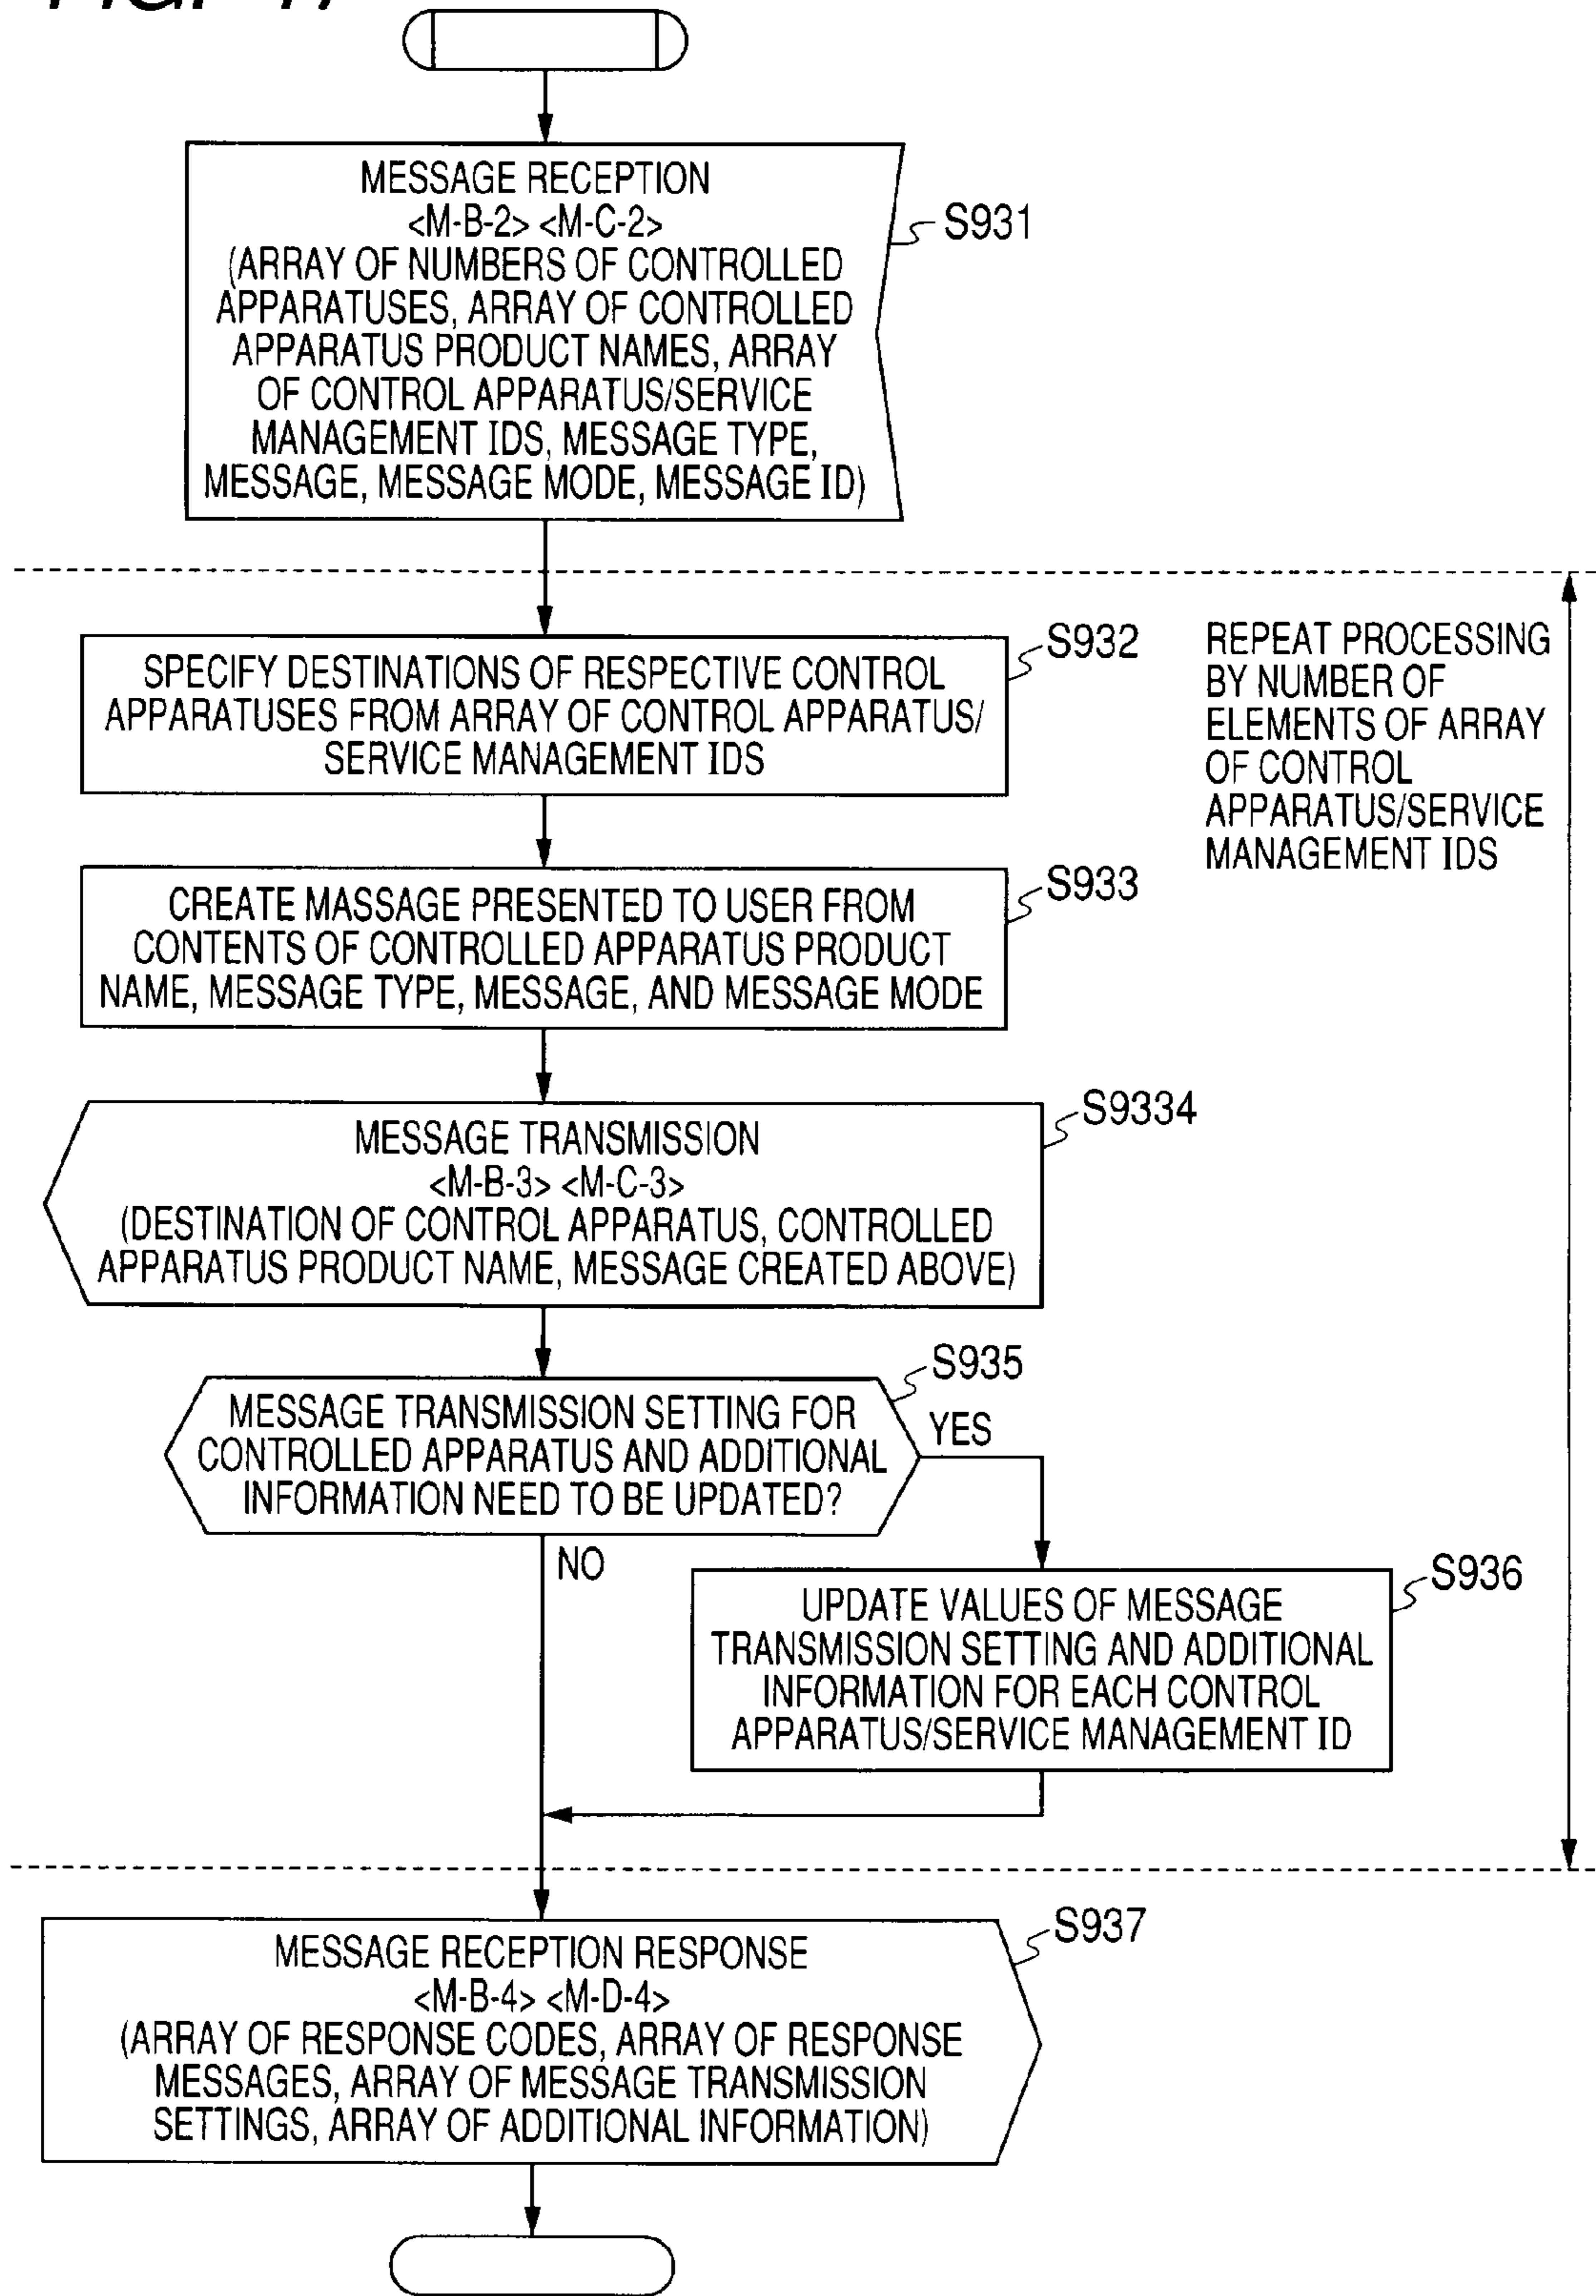 MESSAGE RECEPTION
<M-B-2> <M-C-2>
(ARRAY OF NUMBERS OF CONTROLLED
APPARATUSES, ARRAY OF CONTROLLED
APPARATUS PRODUCT NAMES, ARRAY
OF CONTROL APPARATUS/SERVICE
MANAGEMENT IDS, MESSAGE TYPE,
MESSAGE, MESSAGE MODE, MESSAGE ID)
S931
SPECIFY DESTINATIONS OF RESPECTIVE CONTROL
APPARATUSES FROM ARRAY OF CONTROL APPARATUS/
SERVICE MANAGEMENT IDS
S932
REPEAT PROCESSING
BY NUMBER OF
ELEMENTS OF ARRAY
OF CONTROL
APPARATUS/SERVICE
MANAGEMENT IDS
CREATE MASSAGE PRESENTED TO USER FROM
CONTENTS OF CONTROLLED APPARATUS PRODUCT
NAME, MESSAGE TYPE, MESSAGE, AND MESSAGE MODE
S933
MESSAGE TRANSMISSION
<M-B-3> <M-C-3>
(DESTINATION OF CONTROL APPARATUS, CONTROLLED
APPARATUS PRODUCT NAME, MESSAGE CREATED ABOVE)
S9334
MESSAGE TRANSMISSION SETTING FOR
CONTROLLED APPARATUS AND ADDITIONAL
INFORMATION NEED TO BE UPDATED?
S935
YES
NO
UPDATE VALUES OF MESSAGE
TRANSMISSION SETTING AND ADDITIONAL
INFORMATION FOR EACH CONTROL
APPARATUS/SERVICE MANAGEMENT ID
S936
MESSAGE RECEPTION RESPONSE
<M-B-4> <M-D-4>
(ARRAY OF RESPONSE CODES, ARRAY OF RESPONSE
MESSAGES, ARRAY OF MESSAGE TRANSMISSION
SETTINGS, ARRAY OF ADDITIONAL INFORMATION)
S937